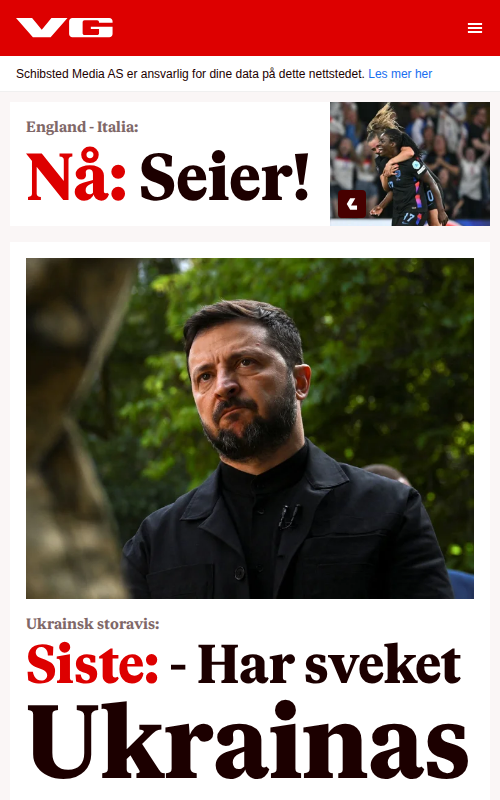 VG
Schibsted Media AS er ansvarlig for dine data på dette nettstedet. Les mer her
England - Italia:
Nå: Seier!
17
Ukrainsk storavis:
Siste: - Har sveket
Ukrainas